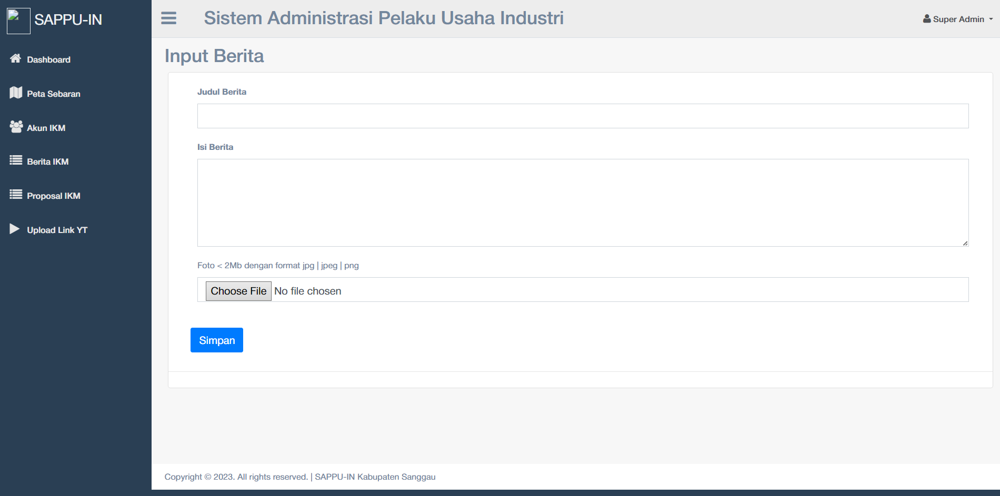 SAPPU-IN
Sistem Administrasi Pelaku Usaha Industri
Super Admin
Dashboard
Peta Sebaran
Akun IKM
Berita IKM
Proposal IKM
Upload Link YT
Input Berita
Judul Berita
Isi Berita
Foto < 2Mb dengan format jpg | jpeg | png
Choose File No file chosen
Simpan
Copyright © 2023. All rights reserved. | SAPPU-IN Kabupaten Sanggau